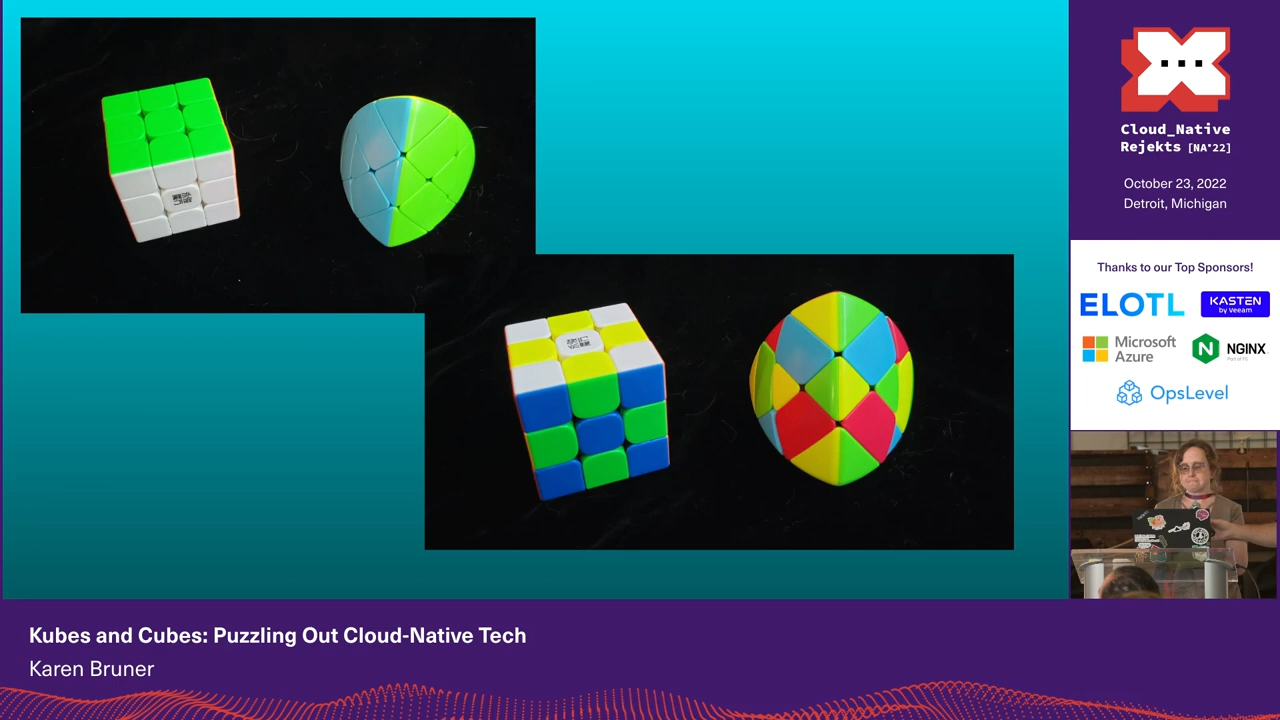 Cloud_Native
Rejekts [NA'22]
October 23, 2022
Detroit, Michigan
Thanks to our Top Sponsors!
ELOTL
KASTEN
by Veeam
Microsoft
Azure
N
NGINX
OpsLevel
Kubes and Cubes: Puzzling Out Cloud-Native Tech
Karen Bruner